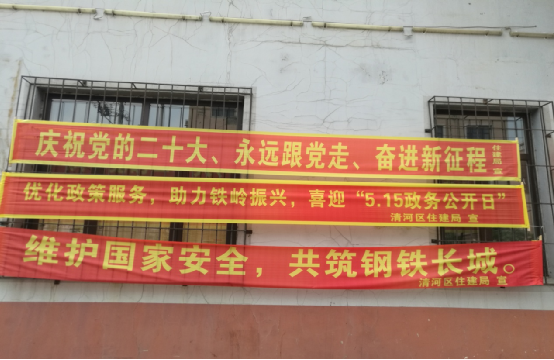 庆祝党的二十大、永远跟党走、奋进新征程
住建局 宣
优化政策服务，助力铁岭振兴，喜迎“5.15政务公开日”
清河区住建局 宣
维护国家安全，共筑钢铁长城。
清河区住建局 宣